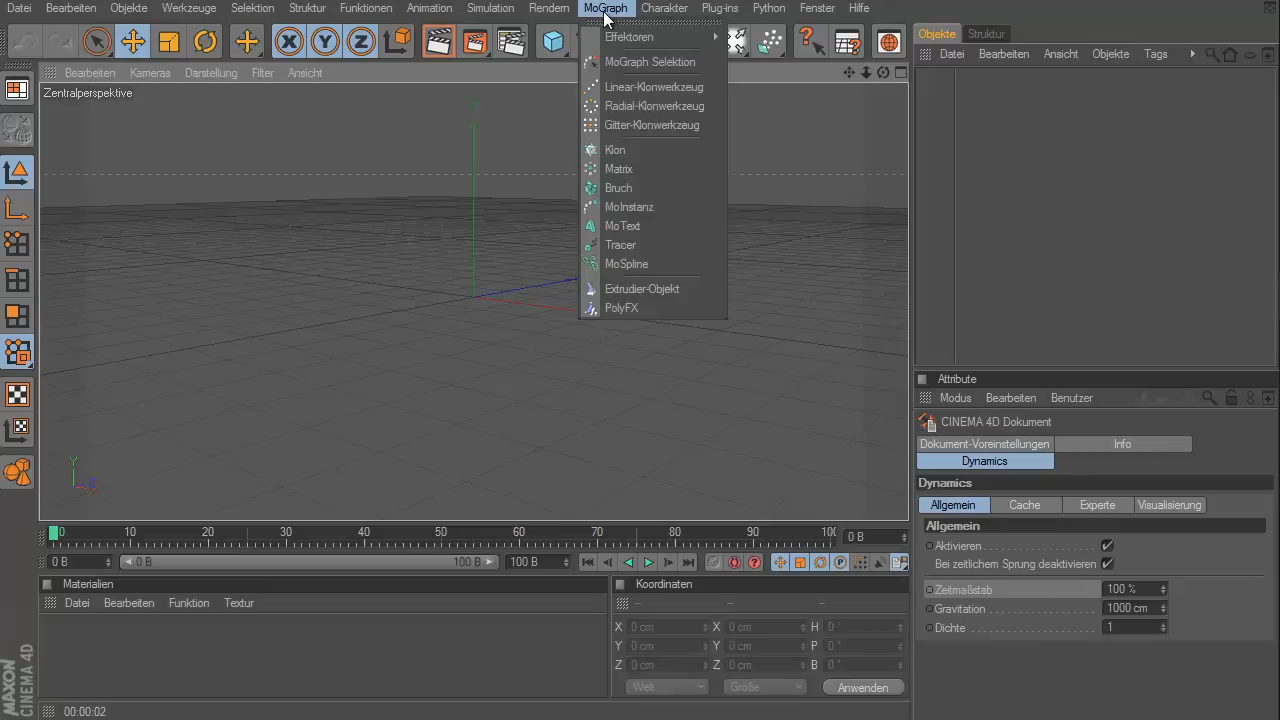 Datei Bearbeiten Objekte Werkzeuge Selektion Struktur Funktionen Animation Simulation Rendern MoGraph Charakter Plug-ins Python Fenster Hilfe
Bearbeiten Kameras Darstellung Filter Ansicht
Zentralperspektive
Effektoren
MoGraph Selektion
Linear-Klonwerkzeug
Radial-Klonwerkzeug
Gitter-Klonwerkzeug
Klon
Matrix
Bruch
MoInstanz
MoText
Tracer
MoSpline
Extrudier-Objekt
PolyFX
Y
0 10 20 30 40 50 60 70 80 90 100
0 B
0 B 0 B 100 B 100 B
Materialien
Datei Bearbeiten Funktion Textur
Koordinaten
-- -- --
X 0 cm X 0 cm H 0 °
Y 0 cm Y 0 cm P 0 °
Z 0 cm Z 0 cm B 0 °
Welt Größe Anwenden
MAXON
CINEMA 4D
00:00:02
Objekte Struktur
Datei Bearbeiten Ansicht Objekte Tags
Attribute
Modus Bearbeiten Benutzer
CINEMA 4D Dokument
Dokument-Voreinstellungen Info
Dynamics
Dynamics
Allgemein Cache Experte Visualisierung
Allgemein
Aktivieren
Bei zeitlichem Sprung deaktivieren
Zeitmaßstab 100 %
Gravitation 1000 cm
Dichte 1